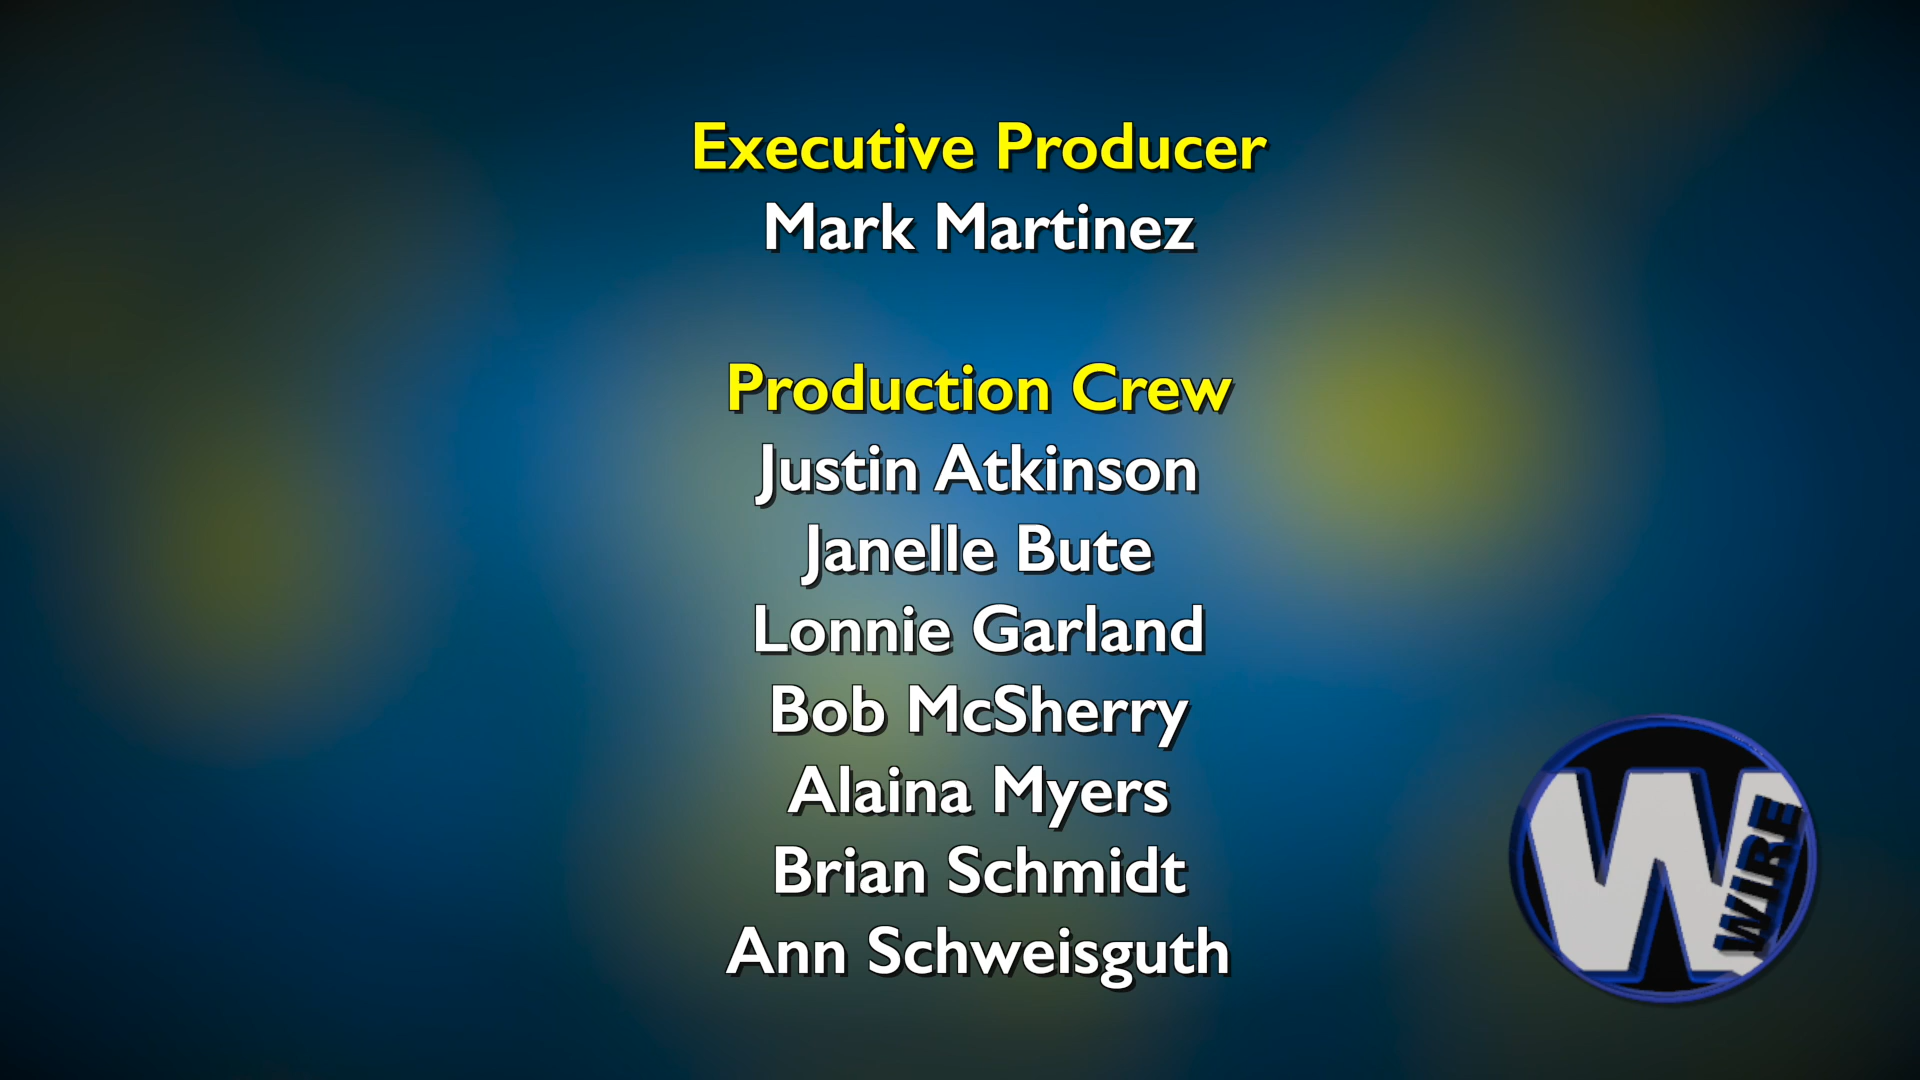 Executive Producer
Mark Martinez
Production Crew
Justin Atkinson
Janelle Bute
Lonnie Garland
Bob McSherry
Alaina Myers
Brian Schmidt
Ann Schweisguth
W
WIRE